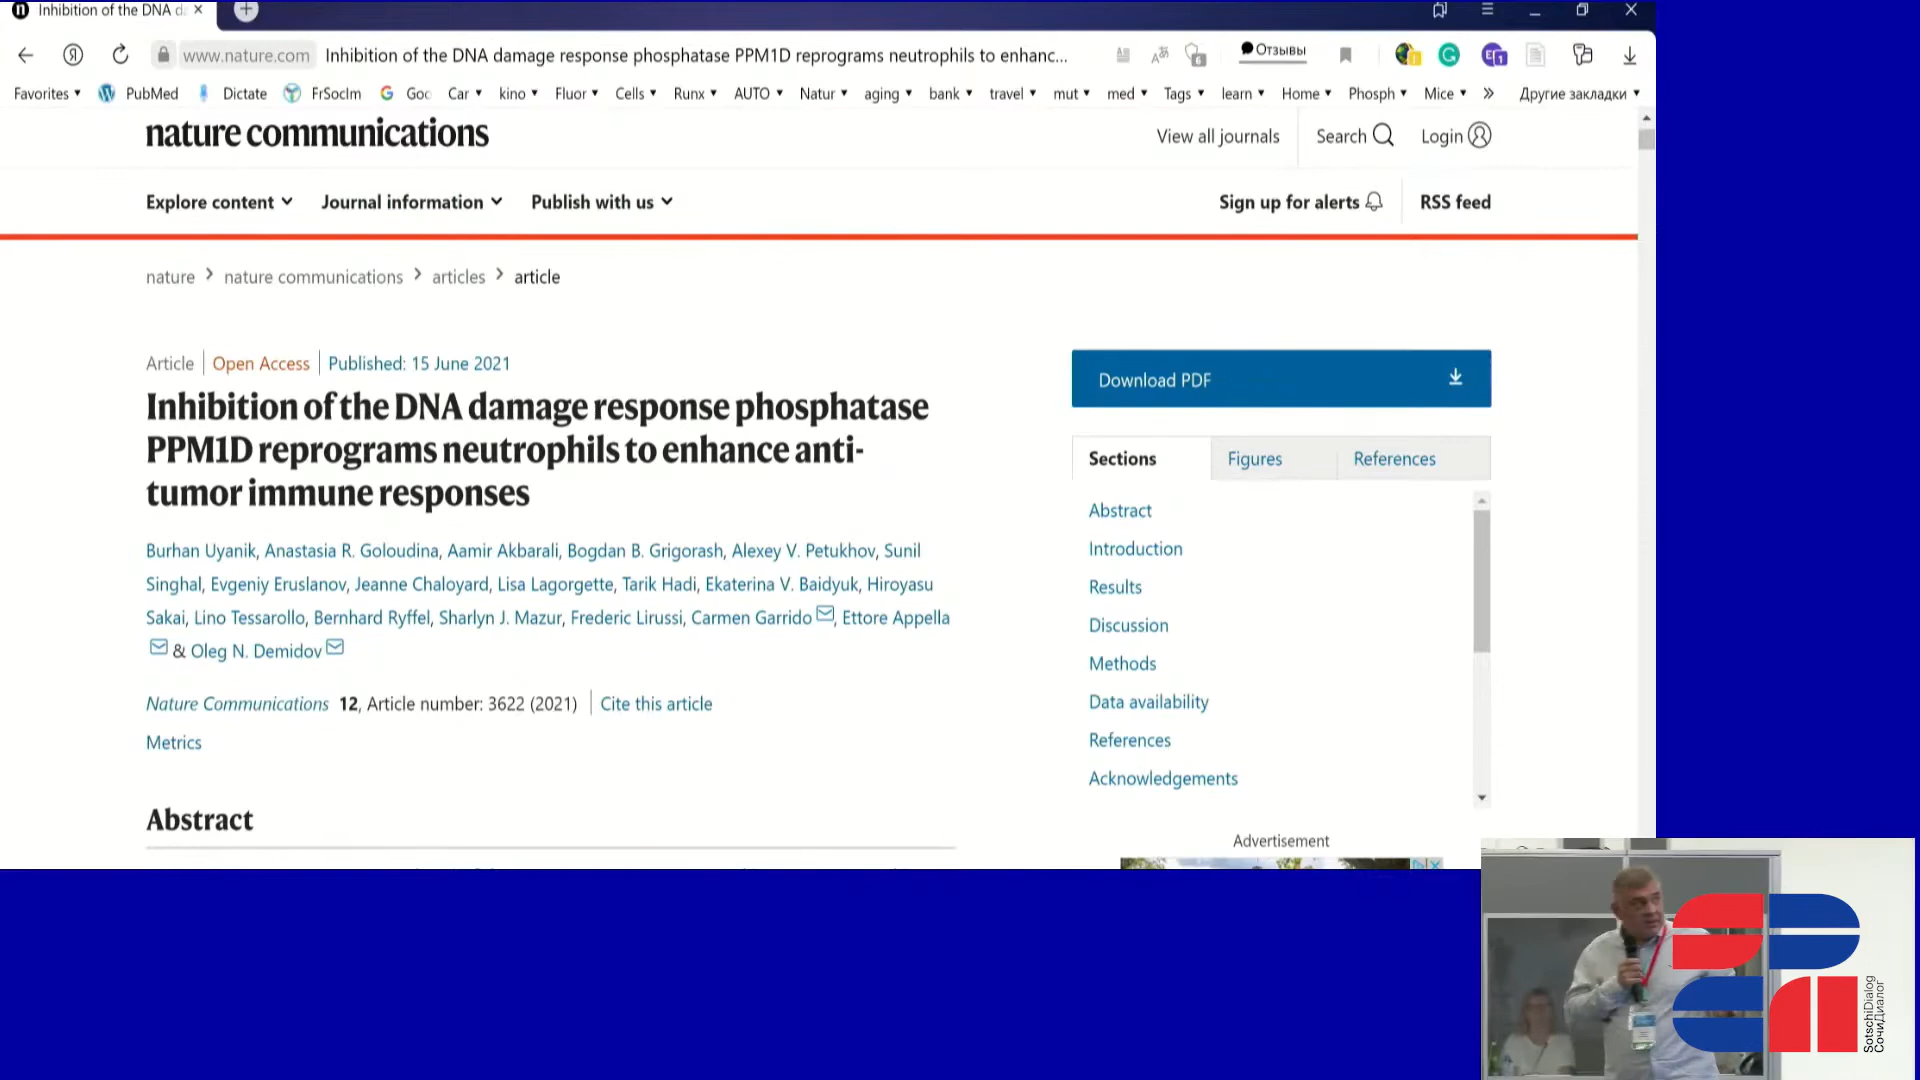 Inhibition of the DNA d
www.nature.com Inhibition of the DNA damage response phosphatase PPM1D reprograms neutrophils to enhanc... Отзывы
Favorites PubMed Dictate FrSocIm Goo Car kino Fluor Cells Runx AUTO Natur aging bank travel mut med Tags learn Home Phosph Mice » Другие закладки
nature communications
View all journals Search Login
Explore content Journal information Publish with us
Sign up for alerts RSS feed
nature > nature communications > articles > article
Article | Open Access | Published: 15 June 2021
Inhibition of the DNA damage response phosphatase
PPM1D reprograms neutrophils to enhance anti-
tumor immune responses
Burhan Uyanik, Anastasia R. Goloudina, Aamir Akbarali, Bogdan B. Grigorash, Alexey V. Petukhov, Sunil
Singhal, Evgeniy Eruslanov, Jeanne Chaloyard, Lisa Lagorgette, Tarik Hadi, Ekaterina V. Baidyuk, Hiroyasu
Sakai, Lino Tessarollo, Bernhard Ryffel, Sharlyn J. Mazur, Frederic Lirussi, Carmen Garrido, Ettore Appella
& Oleg N. Demidov
Nature Communications 12, Article number: 3622 (2021) | Cite this article
Metrics
Abstract
Download PDF
Sections Figures References
Abstract
Introduction
Results
Discussion
Methods
Data availability
References
Acknowledgements
Advertisement
SotschiDialog
СочиДиалог